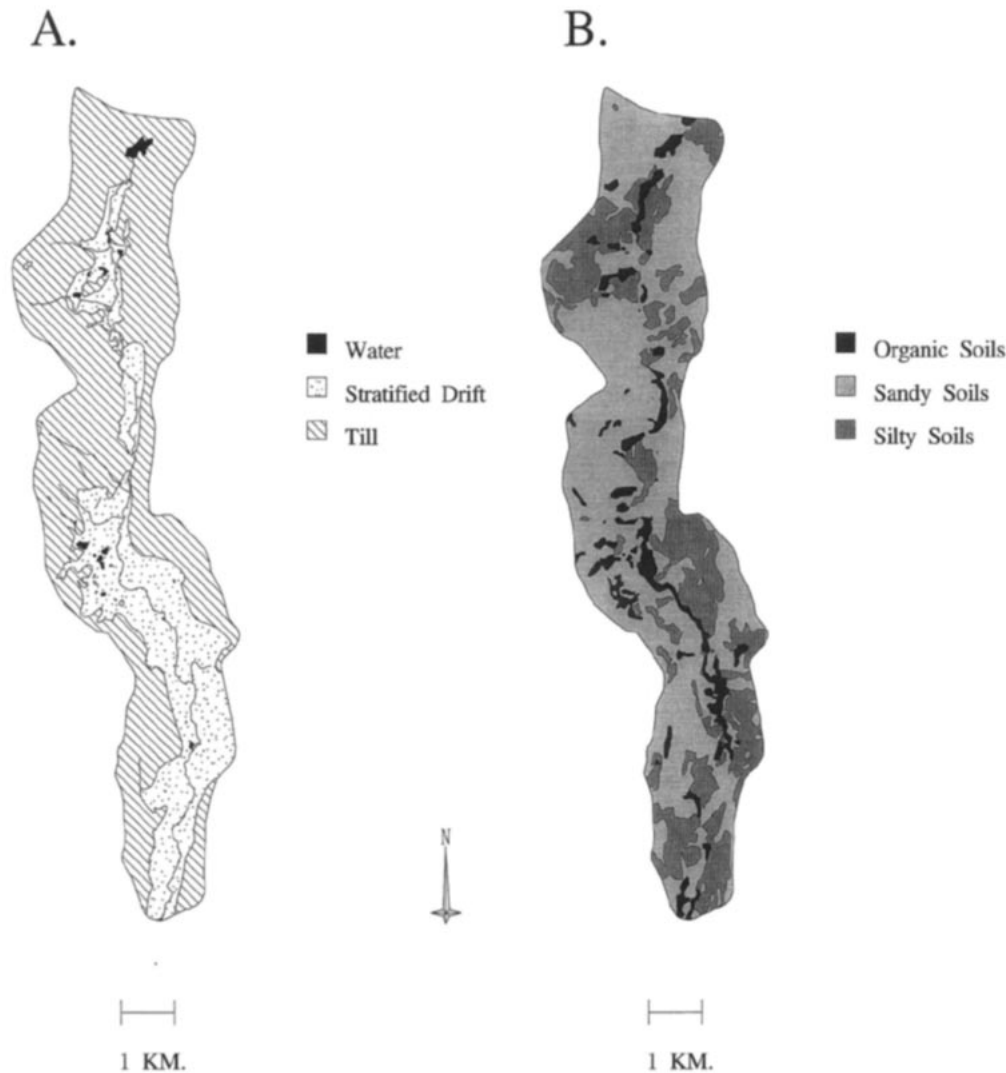 A.
B.
Water
Stratified Drift
Till
Organic Soils
Sandy Soils
Silty Soils
N
1 KM.
1 KM.